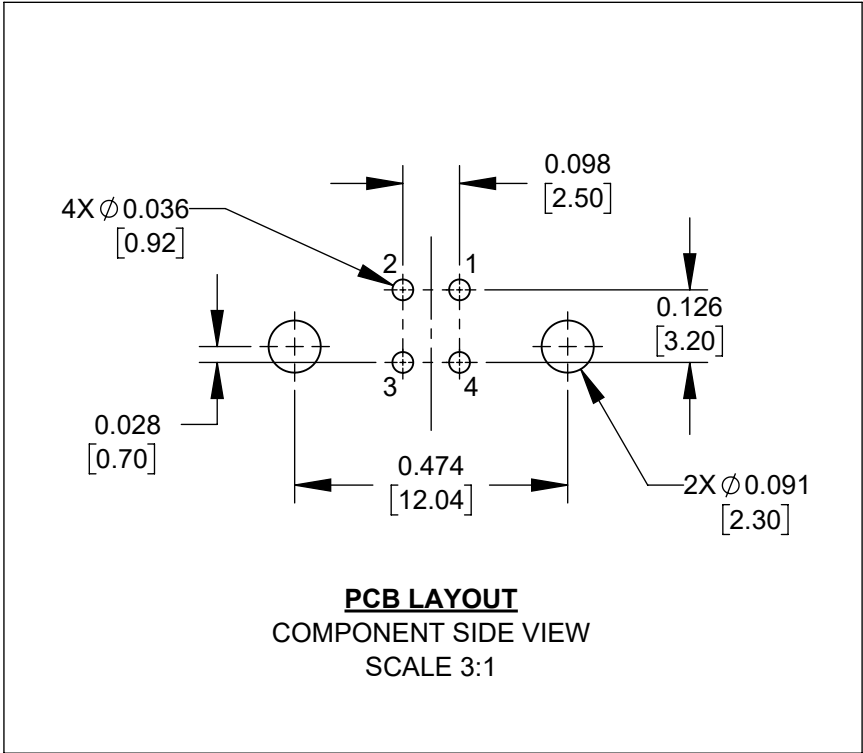 0.098
[2.50]
4X ∅ 0.036
[0.92]
2 1
0.126
[3.20]
3 4
0.028
[0.70]
0.474
[12.04]
2X ∅ 0.091
[2.30]
PCB LAYOUT
COMPONENT SIDE VIEW
SCALE 3:1